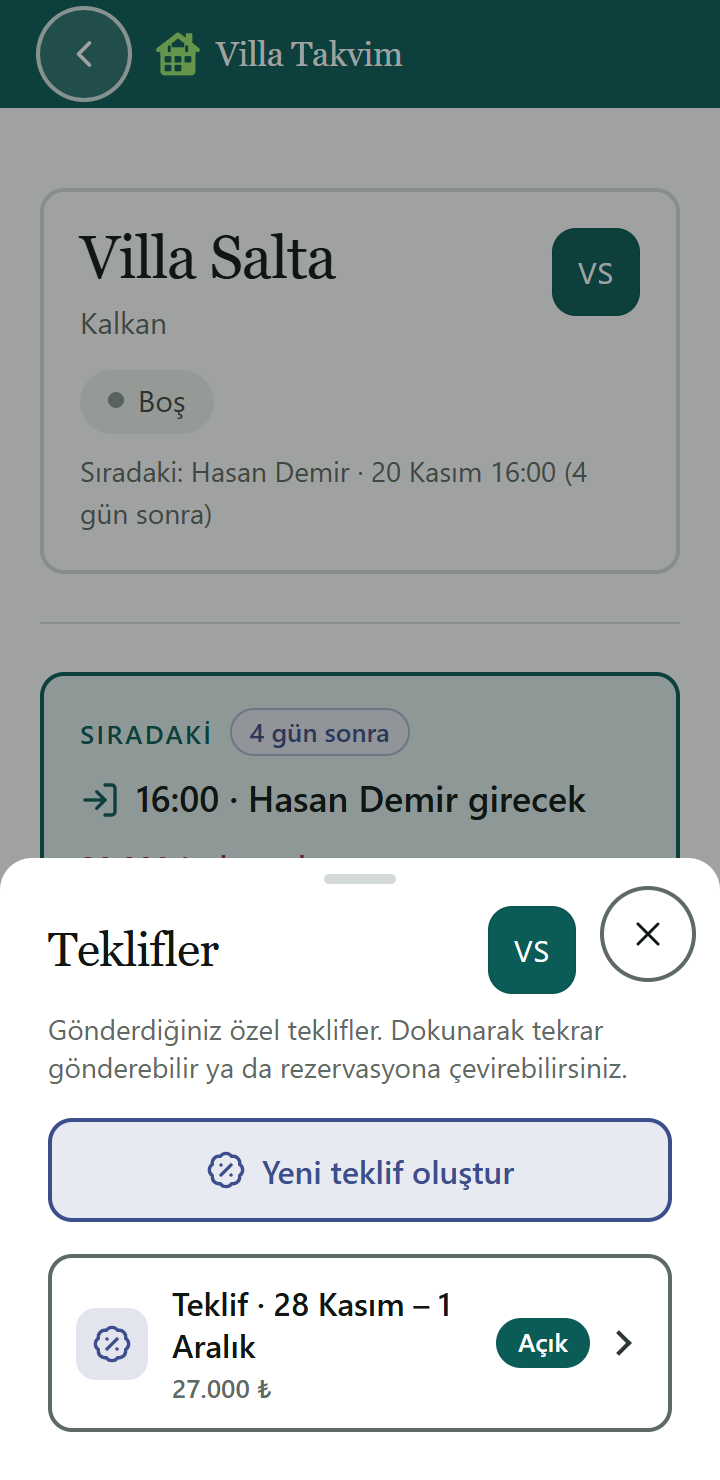 Villa Takvim
Villa Salta
VS
Kalkan
Boş
Sıradaki: Hasan Demir · 20 Kasım 16:00 (4
gün sonra)
SIRADAKİ
4 gün sonra
16:00 · Hasan Demir girecek
Teklifler
VS
Gönderdiğiniz özel teklifler. Dokunarak tekrar
gönderebilir ya da rezervasyona çevirebilirsiniz.
Yeni teklif oluştur
Teklif · 28 Kasım – 1
Aralık
Açık
27.000 ₺